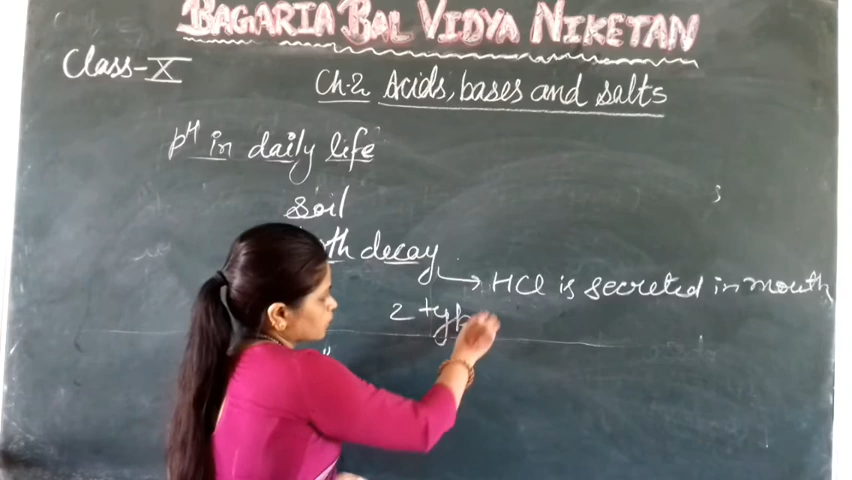 BAGARIA BAL VIDYA NIKETAN
Class-X
Ch-2 Acids, bases and salts
pH in daily life
soil
decay → HCl is secreted in mouth
2